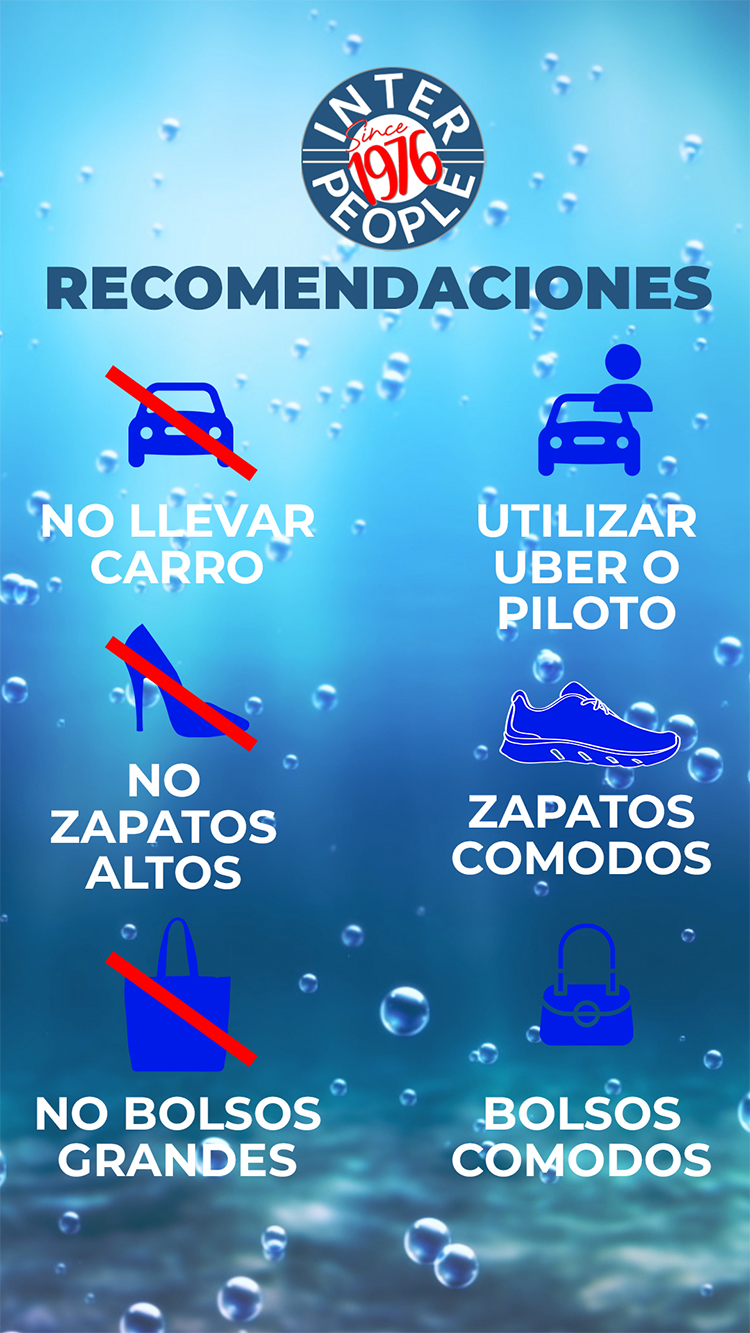 INTER
Since
1976
PEOPLE
RECOMENDACIONES
NO LLEVAR
CARRO
UTILIZAR
UBER O
PILOTO
NO
ZAPATOS
ALTOS
ZAPATOS
COMODOS
NO BOLSOS
GRANDES
BOLSOS
COMODOS